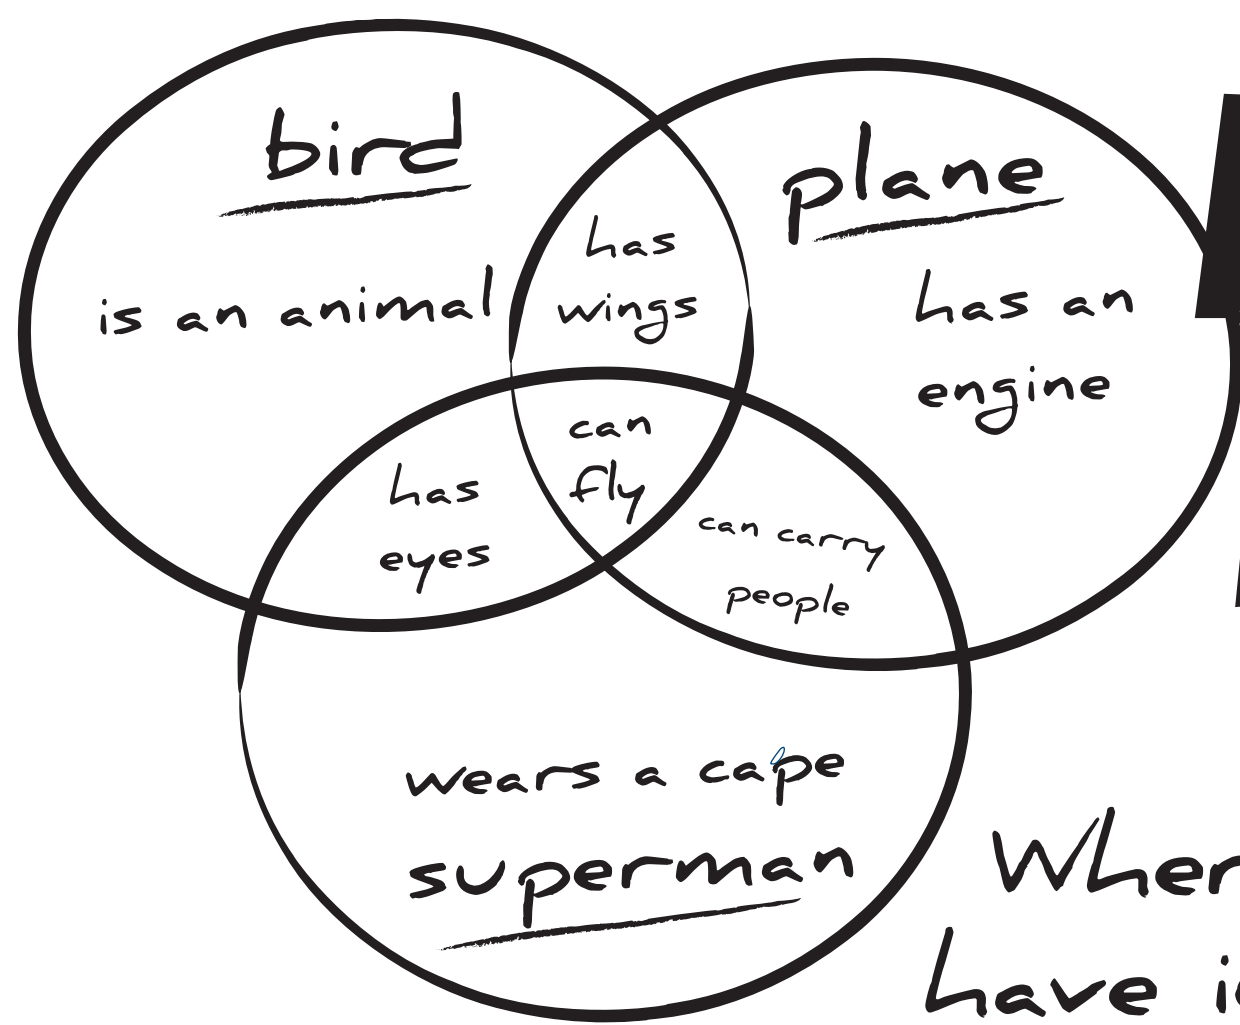 bird
is an animal
has
wings
plane
has an
engine
can
fly
has
eyes
can carry
people
wears a cape
superman
have